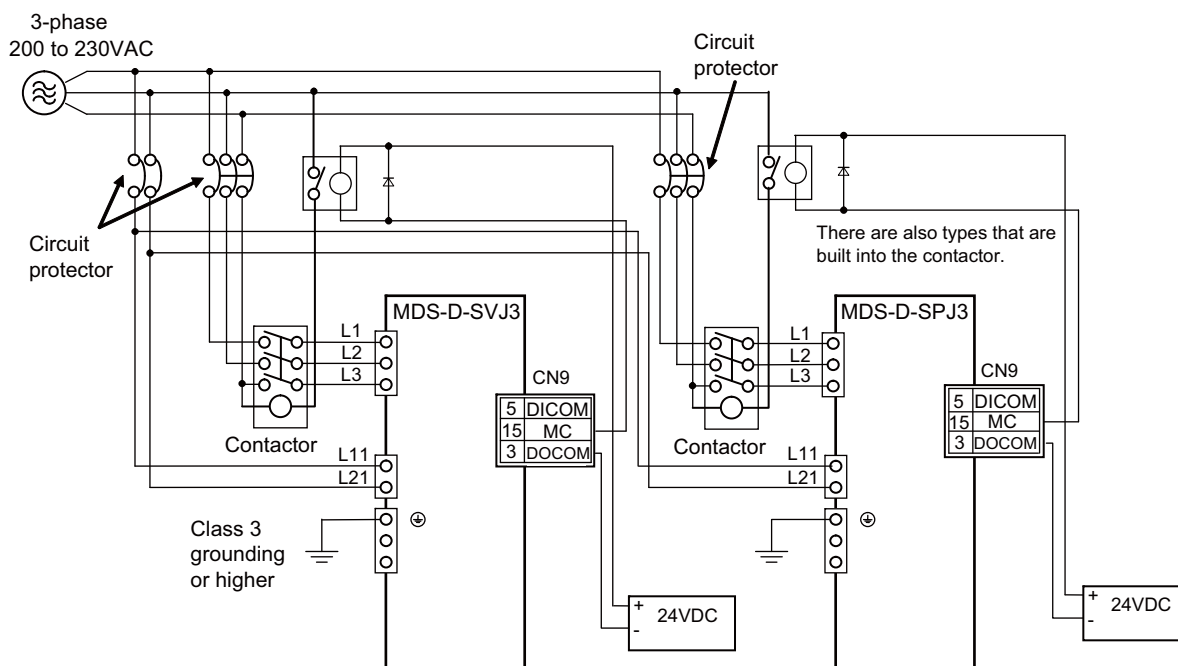 3-phase
200 to 230VAC
Circuit
protector
There are also types that are
built into the contactor.
Circuit
protector
MDS-D-SVJ3
MDS-D-SPJ3
L1
L2
L3
L1
L2
L3
CN9
5 DICOM
15 MC
3 DOCOM
CN9
5 DICOM
15 MC
3 DOCOM
Contactor
Contactor
L11
L21
L11
L21
Class 3
grounding
or higher
+
-
24VDC
+
-
24VDC